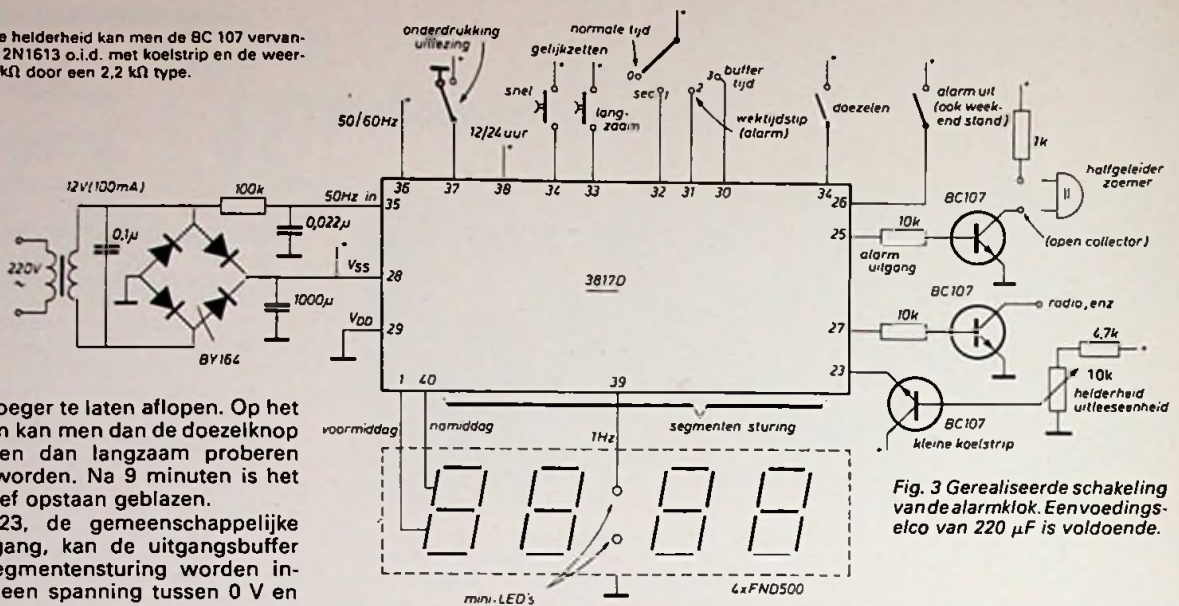 e helderheid kan men de BC 107 vervan-
2N1613 o.i.d. met koelstrip en de weer-
kΩ door een 2,2 kΩ type.
onderdrukking
uitlezing
normale tijd
gelijkzetten
snel
lang-
zaam
0
sec 1
2
3 buffer
tijd
wektijdstip
(alarm)
doezelen
alarm uit
(ook week-
end stand)
1k
halfgeleider
zoemer
50/60Hz
12/24 uur
36
37
38
34
33
32
31
30
34
26
12V (100mA)
100k
50Hz in
35
0,1μ
0,022μ
220V
~
VSS
28
1000μ
VDD
29
BY164
3817D
25
10k
alarm
uitgang
BC107
(open collector)
27
10k
BC107
radio, enz
23
4,7k
10k
helderheid
uitleeseenheid
BC107
kleine koelstrip
1
40
39
voormiddag
namiddag
1Hz
segmenten sturing
mini-LED's
4xFND500
oeger te laten aflopen. Op het
n kan men dan de doezelknop
en dan langzaam proberen
worden. Na 9 minuten is het
ef opstaan geblazen.
23, de gemeenschappelijke
gang, kan de uitgangsbuffer
egmentensturing worden in-
een spanning tussen 0 V en
Fig. 3 Gerealiseerde schakeling
van de alarmklok. Een voedings-
elco van 220 μF is voldoende.